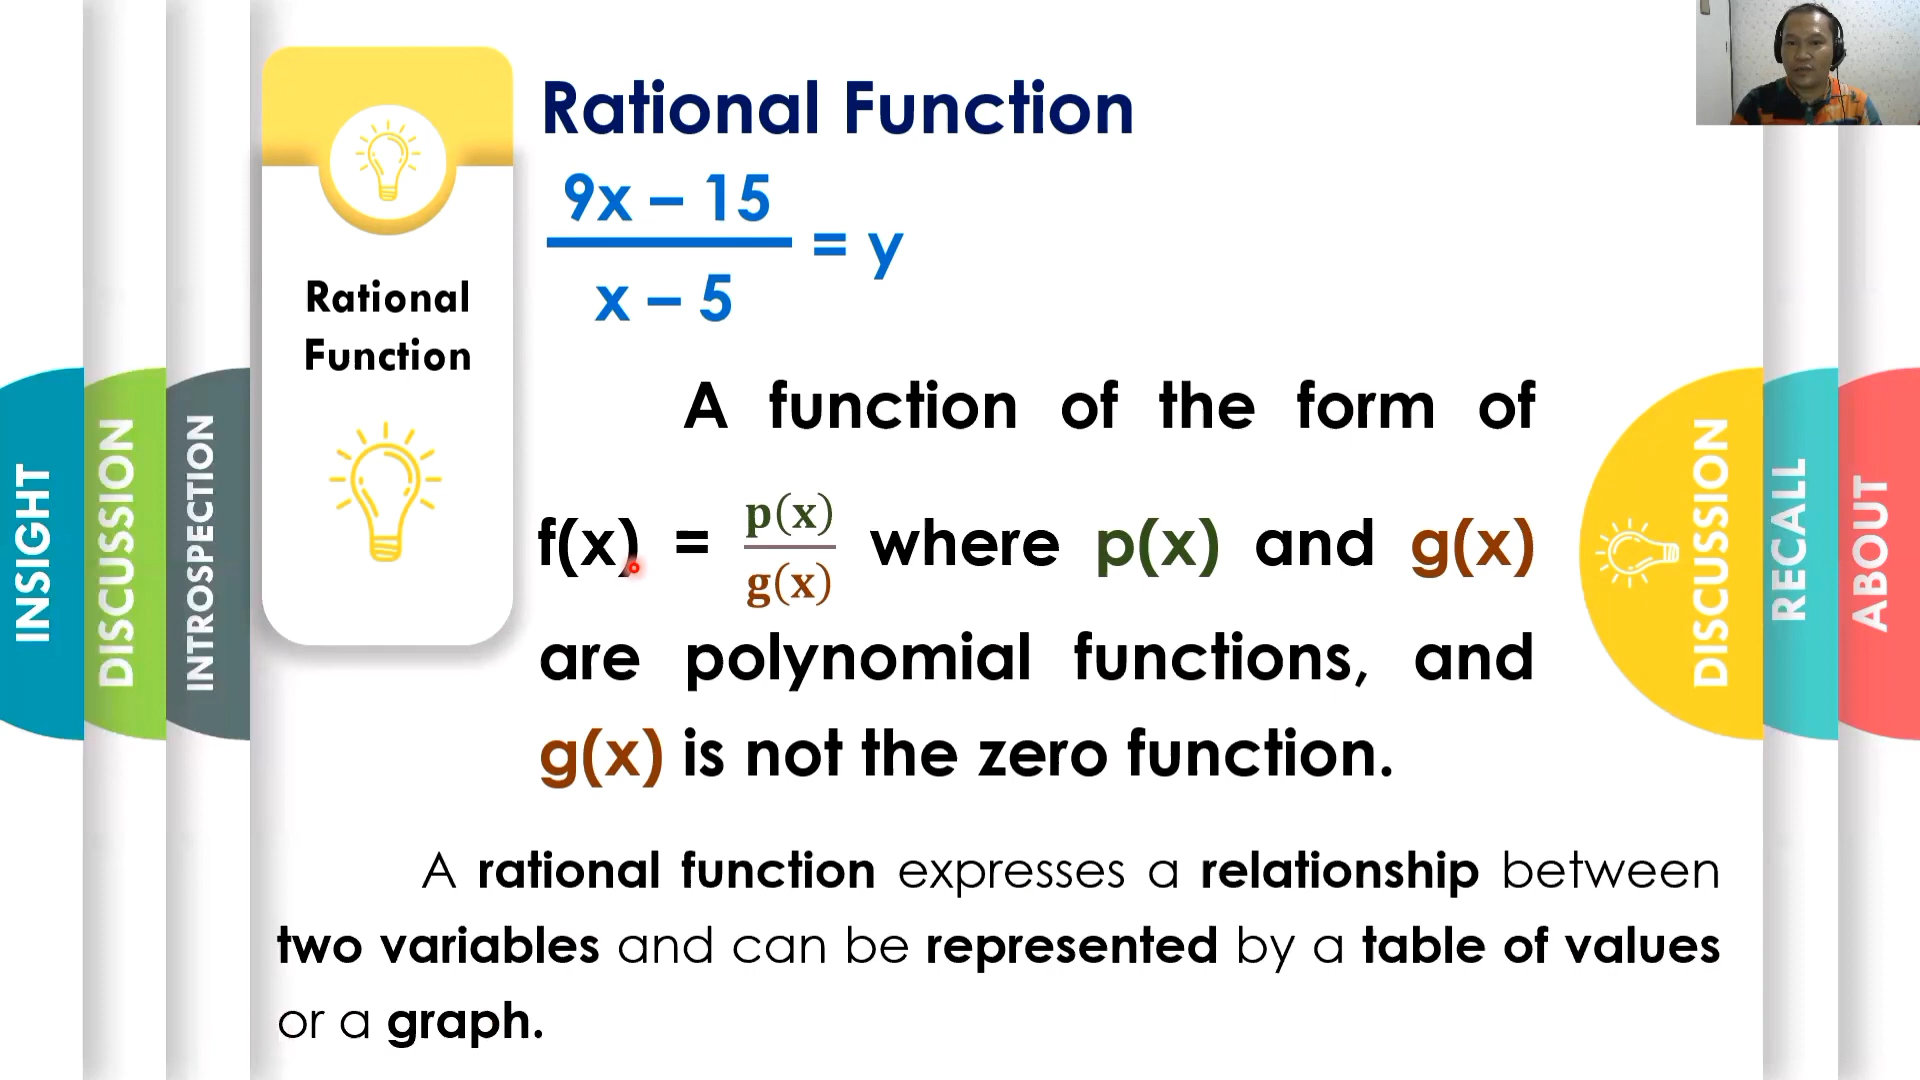 INSIGHT
DISCUSSION
INTROSPECTION
Rational
Function
Rational Function
9x – 15
x – 5
= y
A function of the form of
f(x) = p(x)/g(x) where p(x) and g(x)
are polynomial functions, and
g(x) is not the zero function.
A rational function expresses a relationship between
two variables and can be represented by a table of values
or a graph.
DISCUSSION
RECALL
ABOUT